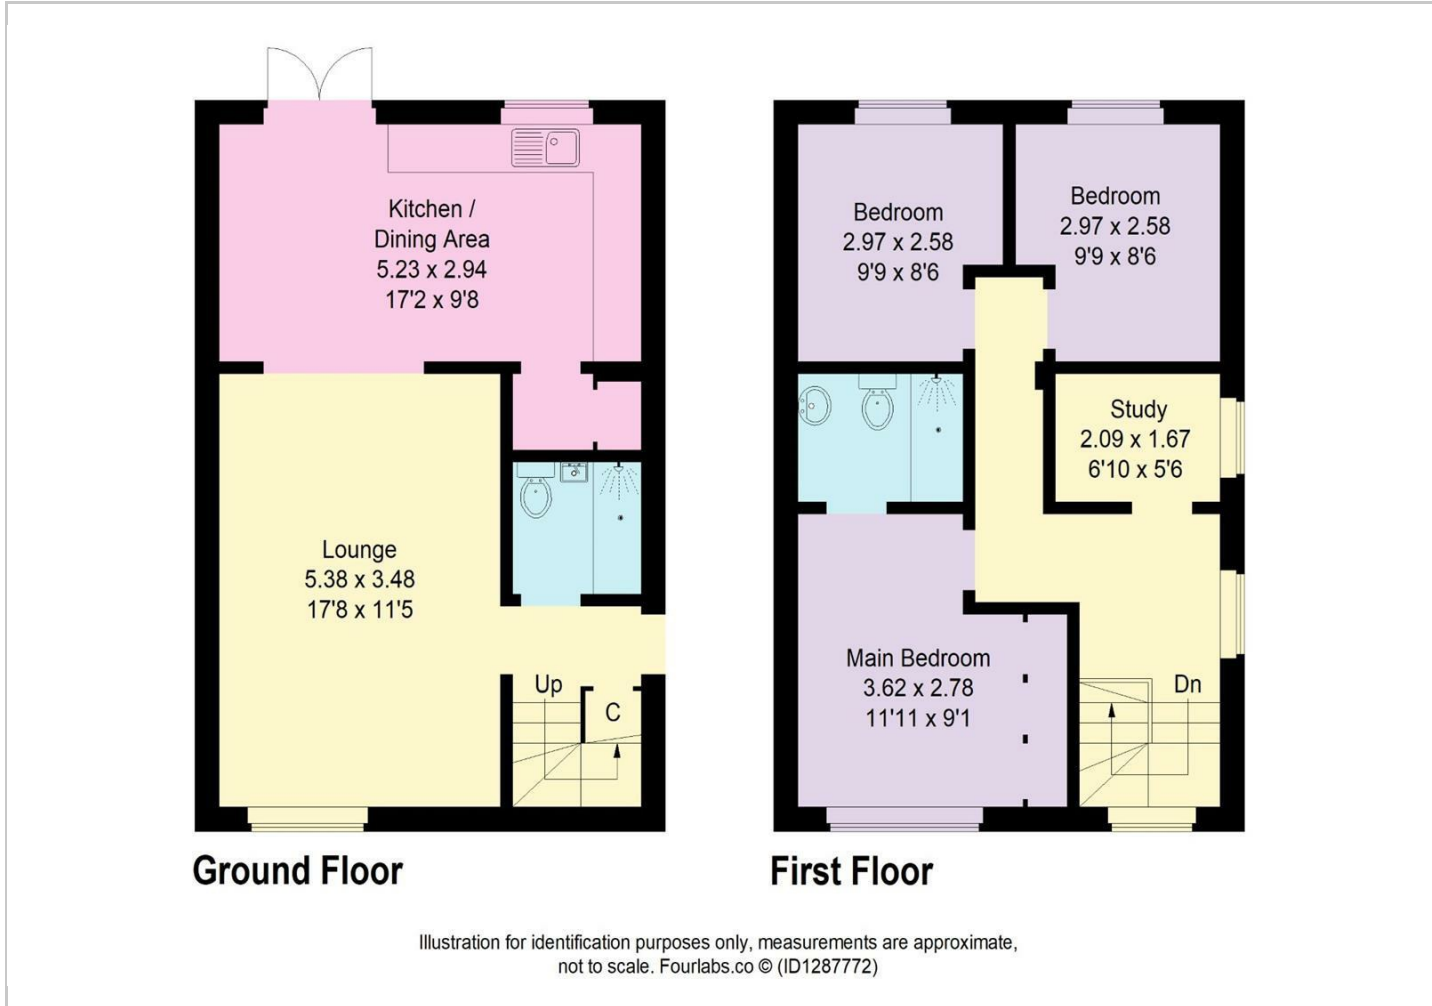 Kitchen /
Dining Area
5.23 x 2.94
17'2 x 9'8
Lounge
5.38 x 3.48
17'8 x 11'5
Up
C
Ground Floor
Bedroom
2.97 x 2.58
9'9 x 8'6
Bedroom
2.97 x 2.58
9'9 x 8'6
Study
2.09 x 1.67
6'10 x 5'6
Main Bedroom
3.62 x 2.78
11'11 x 9'1
Dn
First Floor
Illustration for identification purposes only, measurements are approximate,
not to scale. Fourlabs.co © (ID1287772)